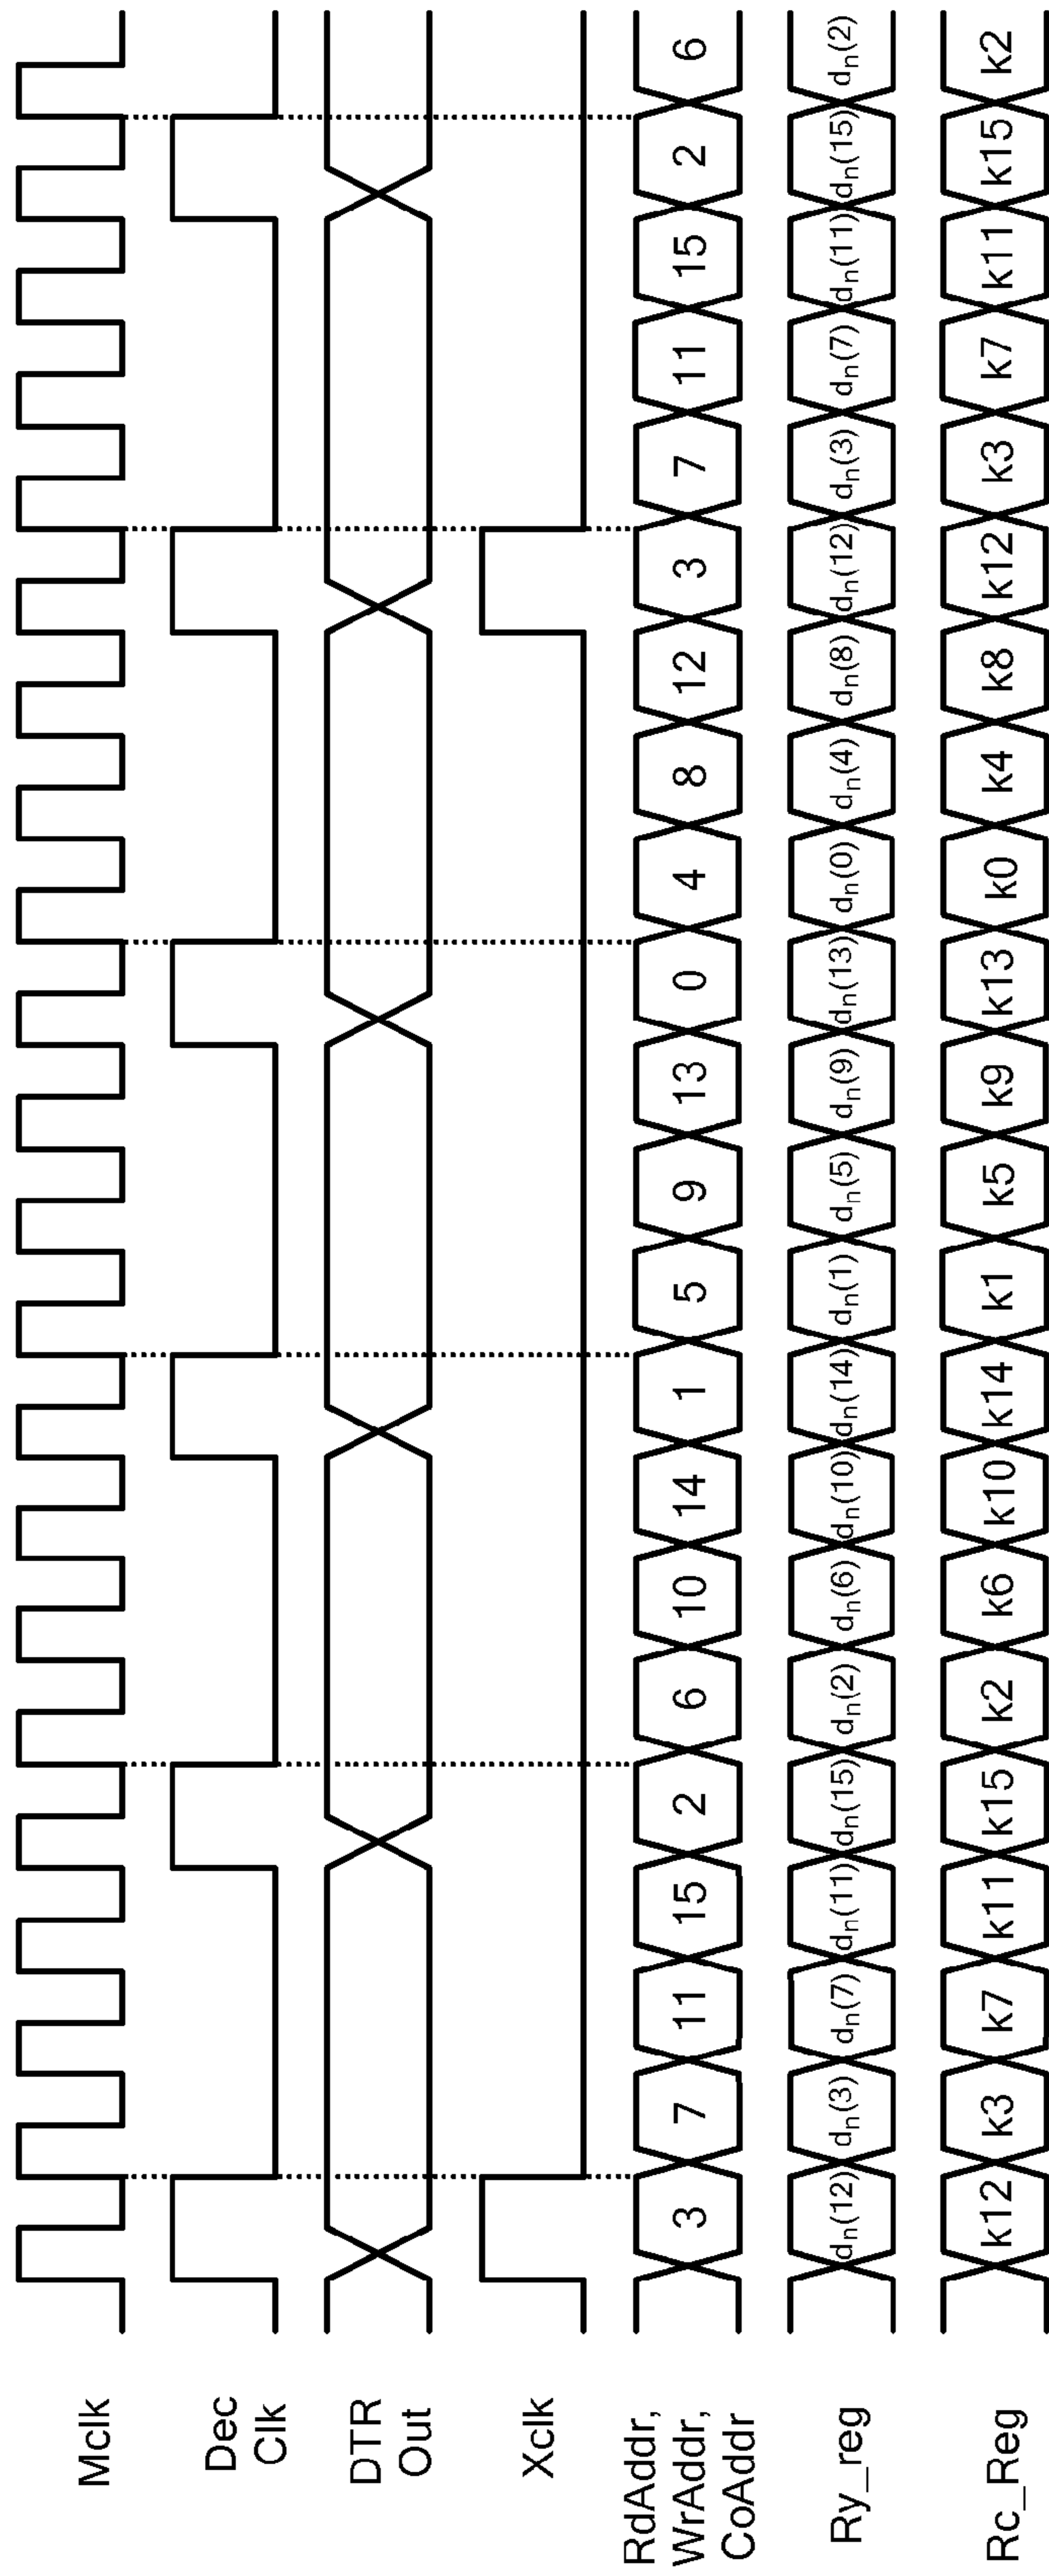 Mclk
Dec
Clk
DTR
Out
Xclk
RdAddr,
WrAddr,
CoAddr
3 7 11 15 2 6 10 14 1 5 9 13 0 4 8 12 3 7 11 15 2 6
Ry_reg
dn(12) dn(3) dn(7) dn(11) dn(15) dn(2) dn(6) dn(10) dn(14) dn(1) dn(5) dn(9) dn(13) dn(0) dn(4) dn(8) dn(12) dn(3) dn(7) dn(11) dn(15) dn(2)
Rc_Reg
k12 k3 k7 k11 k15 k2 k6 k10 k14 k1 k5 k9 k13 k0 k4 k8 k12 k3 k7 k11 k15 k2